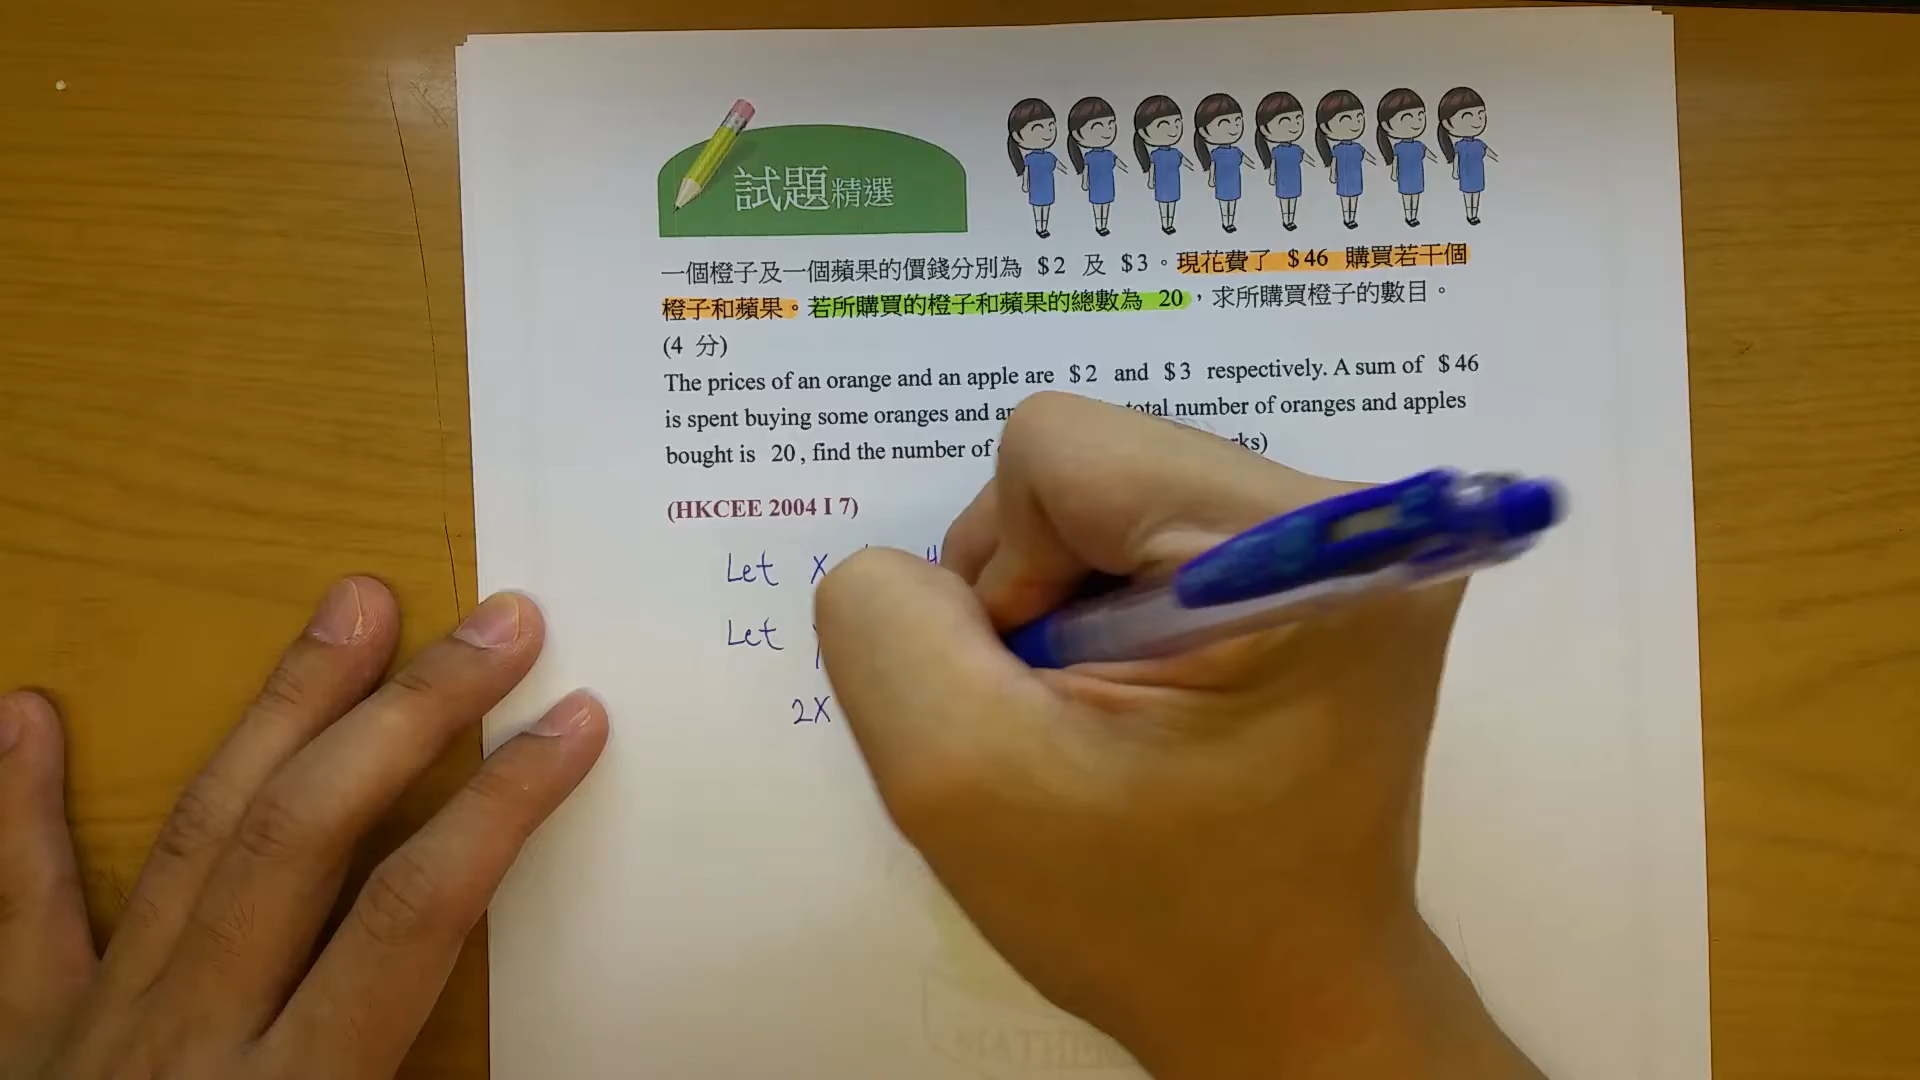 試題精選
一個橙子及一個蘋果的價錢分別為 $2 及 $3。現花費了 $46 購買若干個
橙子和蘋果。若所購買的橙子和蘋果的總數為 20，求所購買橙子的數目。
(4 分)
The prices of an orange and an apple are $2 and $3 respectively. A sum of $46
is spent buying some oranges and total number of oranges and apples
bought is 20, find the number of
(HKCEE 2004 I 7)
Let x
Let
2x